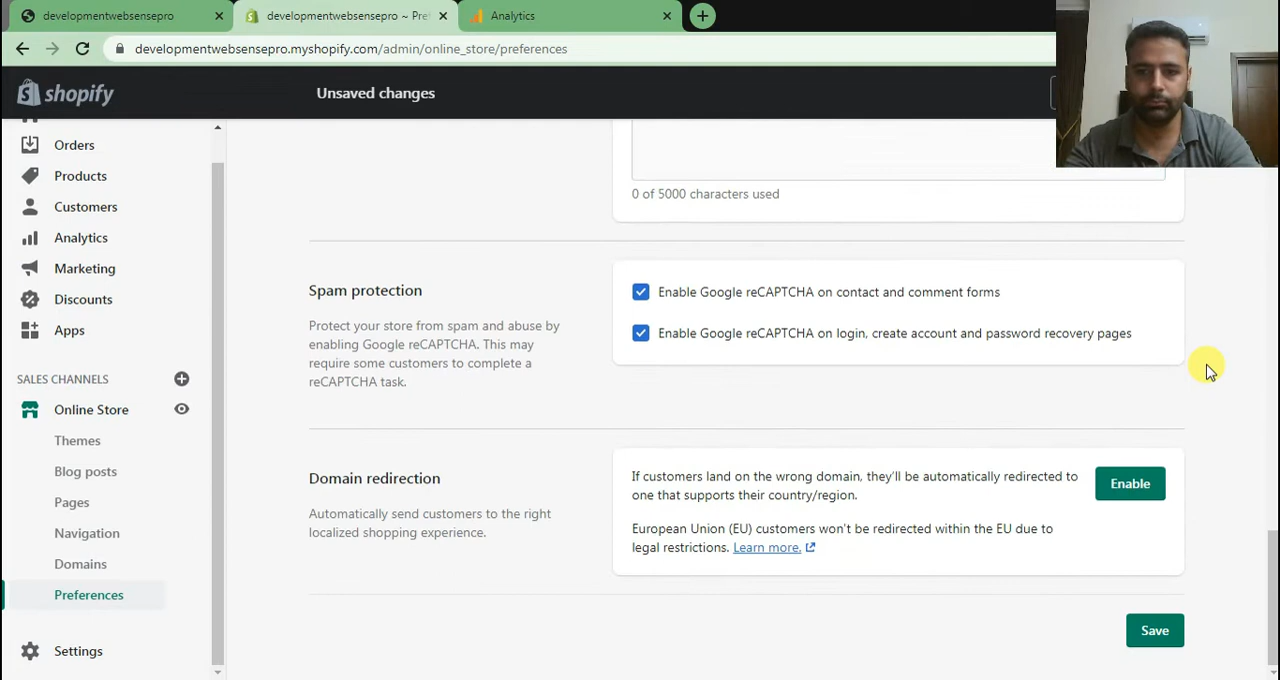 developmentwebsensepro
developmentwebsensepro ~ Pre
Analytics
developmentwebsensepro.myshopify.com/admin/online_store/preferences
shopify
Unsaved changes
Orders
Products
Customers
Analytics
Marketing
Discounts
Apps
SALES CHANNELS
Online Store
Themes
Blog posts
Pages
Navigation
Domains
Preferences
Settings
0 of 5000 characters used
Spam protection
Protect your store from spam and abuse by
enabling Google reCAPTCHA. This may
require some customers to complete a
reCAPTCHA task.
Enable Google reCAPTCHA on contact and comment forms
Enable Google reCAPTCHA on login, create account and password recovery pages
Domain redirection
Automatically send customers to the right
localized shopping experience.
If customers land on the wrong domain, they'll be automatically redirected to
one that supports their country/region.
Enable
European Union (EU) customers won't be redirected within the EU due to
legal restrictions. Learn more.
Save